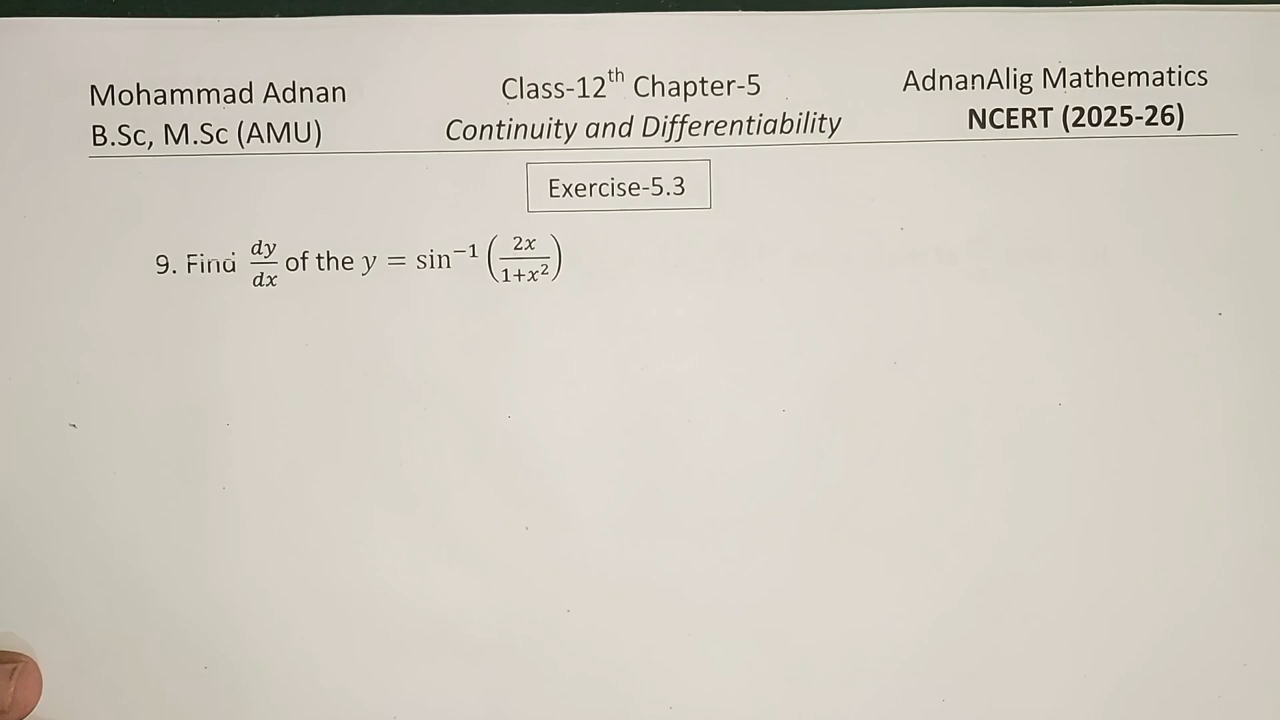 Mohammad Adnan
B.Sc, M.Sc (AMU)
Class-12th Chapter-5
Continuity and Differentiability
AdnanAlig Mathematics
NCERT (2025-26)
Exercise-5.3
9. Find dy/dx of the y = sin⁻¹ (2x/(1+x²))